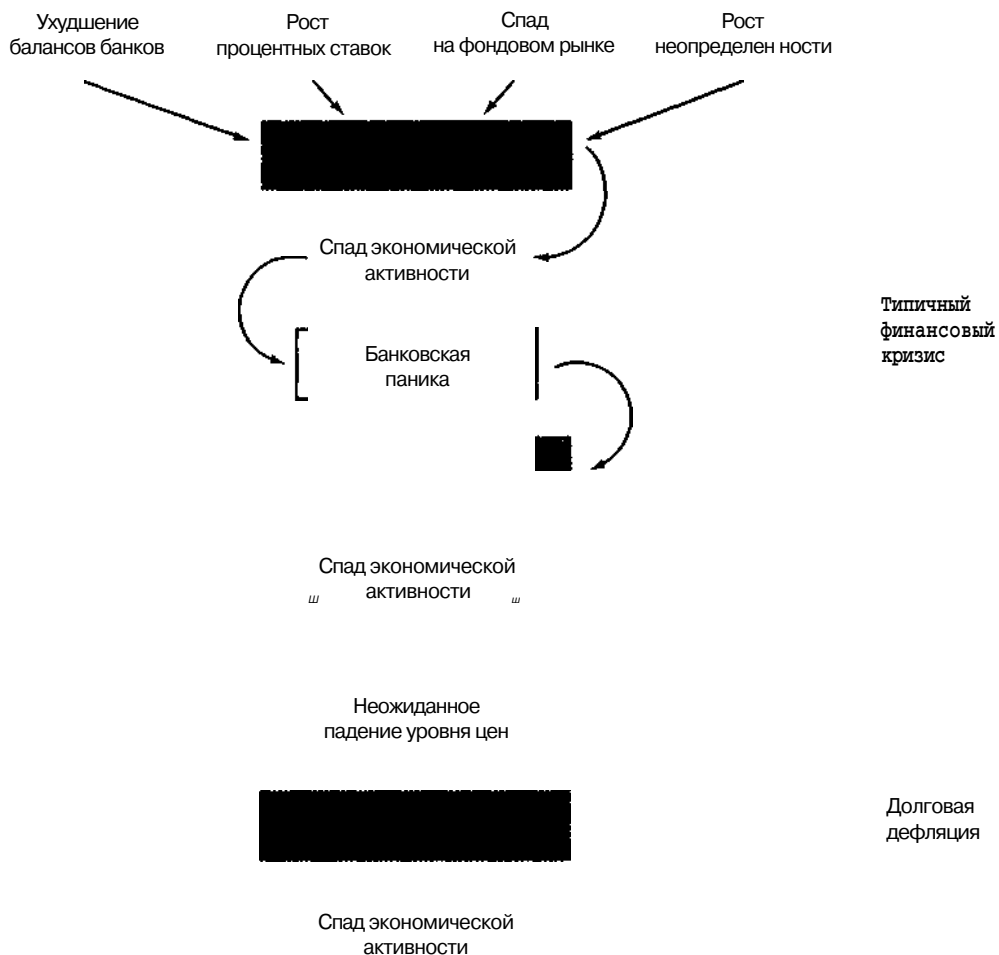 Ухудшение
балансов банков
Рост
процентных ставок
Спад
на фондовом рынке
Рост
неопределен ности
Спад экономической
активности
Типичный
финансовый
кризис
Банковская
паника
Спад экономической
ш активности ш
Неожиданное
падение уровня цен
Долговая
дефляция
Спад экономической
активности